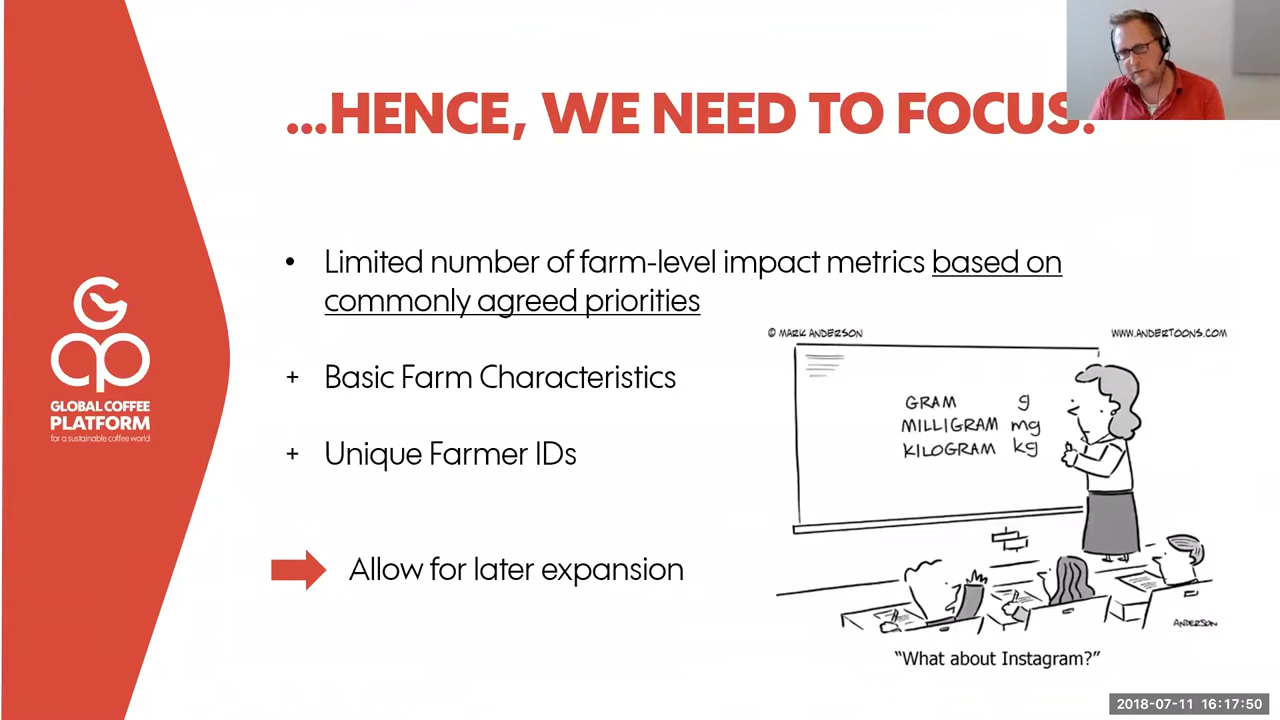 ...HENCE, WE NEED TO FOCUS.
• Limited number of farm-level impact metrics based on
commonly agreed priorities
+ Basic Farm Characteristics
+ Unique Farmer IDs
Allow for later expansion
© MARK ANDERSON
WWW.ANDERTOONS.COM
GRAM g
MILLIGRAM mg
KILOGRAM kg
ANDERSON
"What about Instagram?"
gcp
GLOBAL COFFEE
PLATFORM
for a sustainable coffee world
2018-07-11 16:17:50